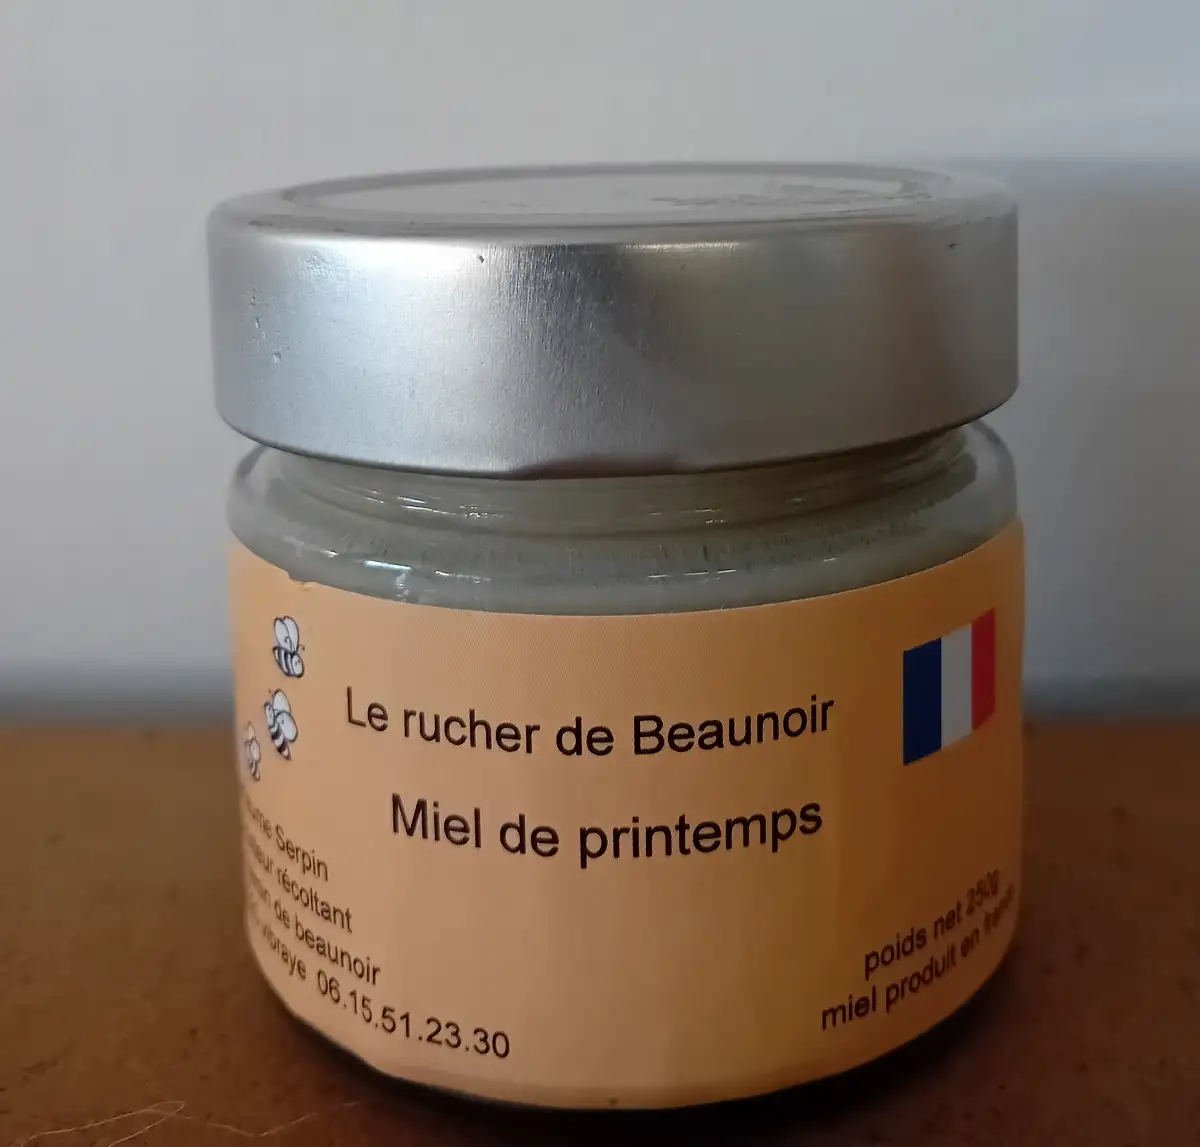 Le rucher de Beaunoir
Miel de printemps
Serpin
récoltant
de beaunoir
06.15.51.23.30
poids net 250g
miel produit en